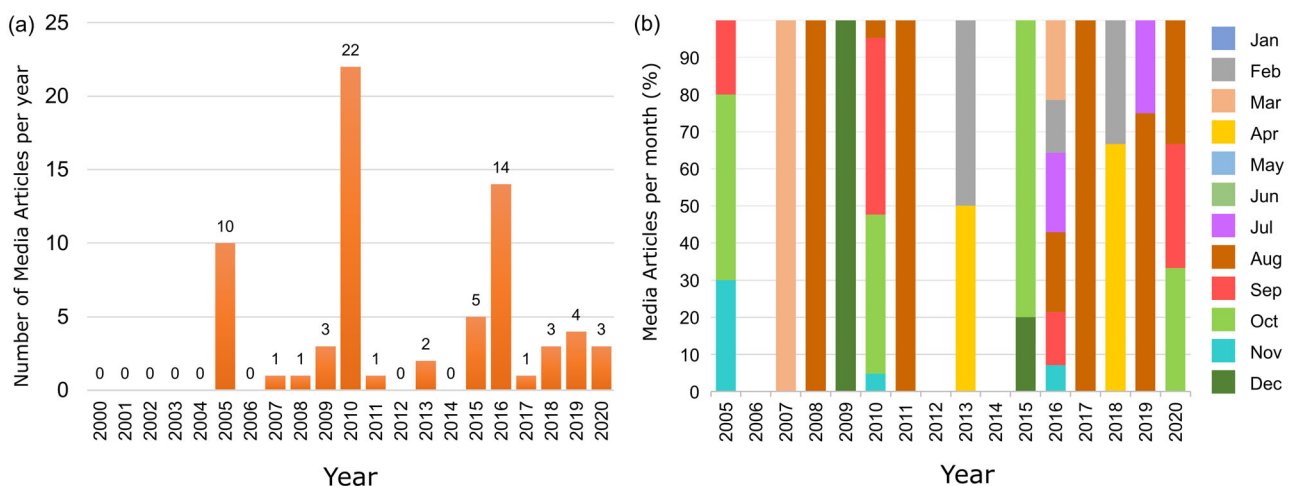 (a)
Number of Media Articles per year
25
20
15
10
5
0
0 0 0 0 0 10 0 1 1 3 22 1 0 2 0 5 14 1 3 4 3
2000 2001 2002 2003 2004 2005 2006 2007 2008 2009 2010 2011 2012 2013 2014 2015 2016 2017 2018 2019 2020
Year
(b)
Media Articles per month (%)
90
80
70
60
50
40
30
20
10
0
2005 2006 2007 2008 2009 2010 2011 2012 2013 2014 2015 2016 2017 2018 2019 2020
Year
Jan
Feb
Mar
Apr
May
Jun
Jul
Aug
Sep
Oct
Nov
Dec